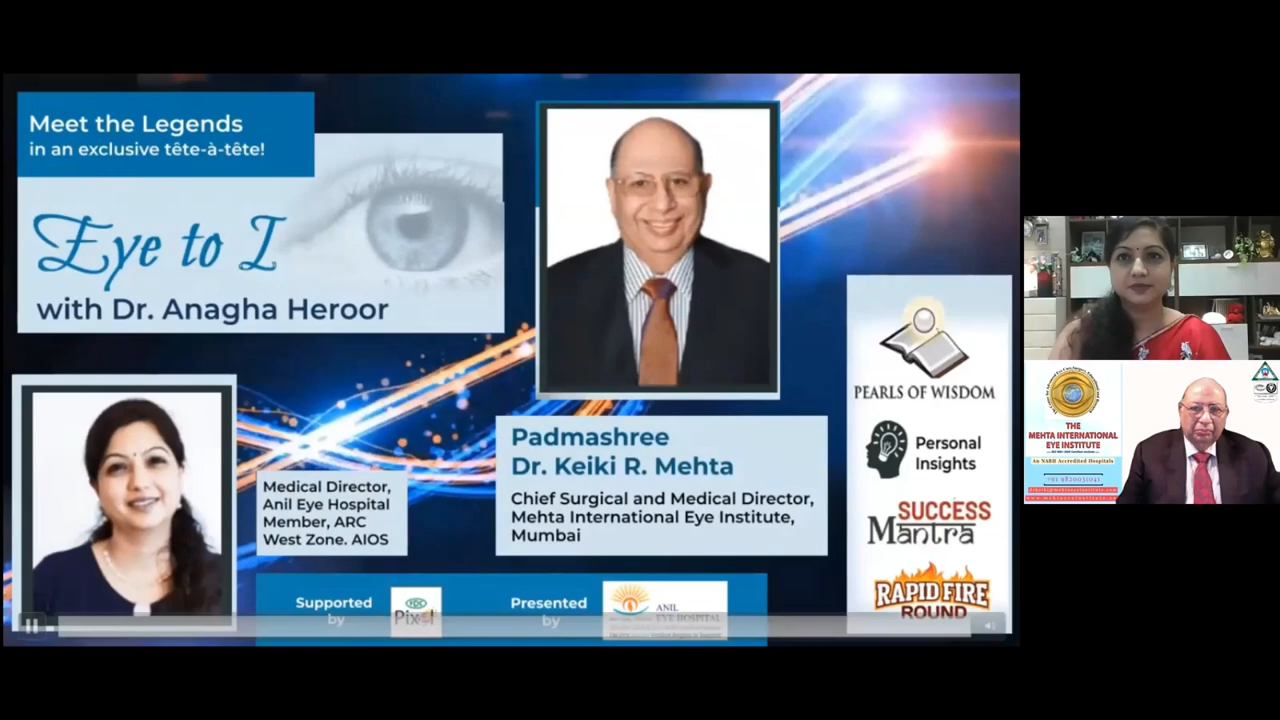 Meet the Legends
in an exclusive tête-à-tête!
Eye to I
with Dr. Anagha Heroor
Medical Director,
Anil Eye Hospital
Member, ARC
West Zone. AIOS
Padmashree
Dr. Keiki R. Mehta
Chief Surgical and Medical Director,
Mehta International Eye Institute,
Mumbai
PEARLS OF WISDOM
Personal
Insights
SUCCESS
Mantra
RAPID FIRE
ROUND
Supported
by
Presented
by
ANIL
EYE HOSPITAL
THE
MEHTA INTERNATIONAL
EYE INSTITUTE
An NABH Accredited Hospitals
+91 9820031041